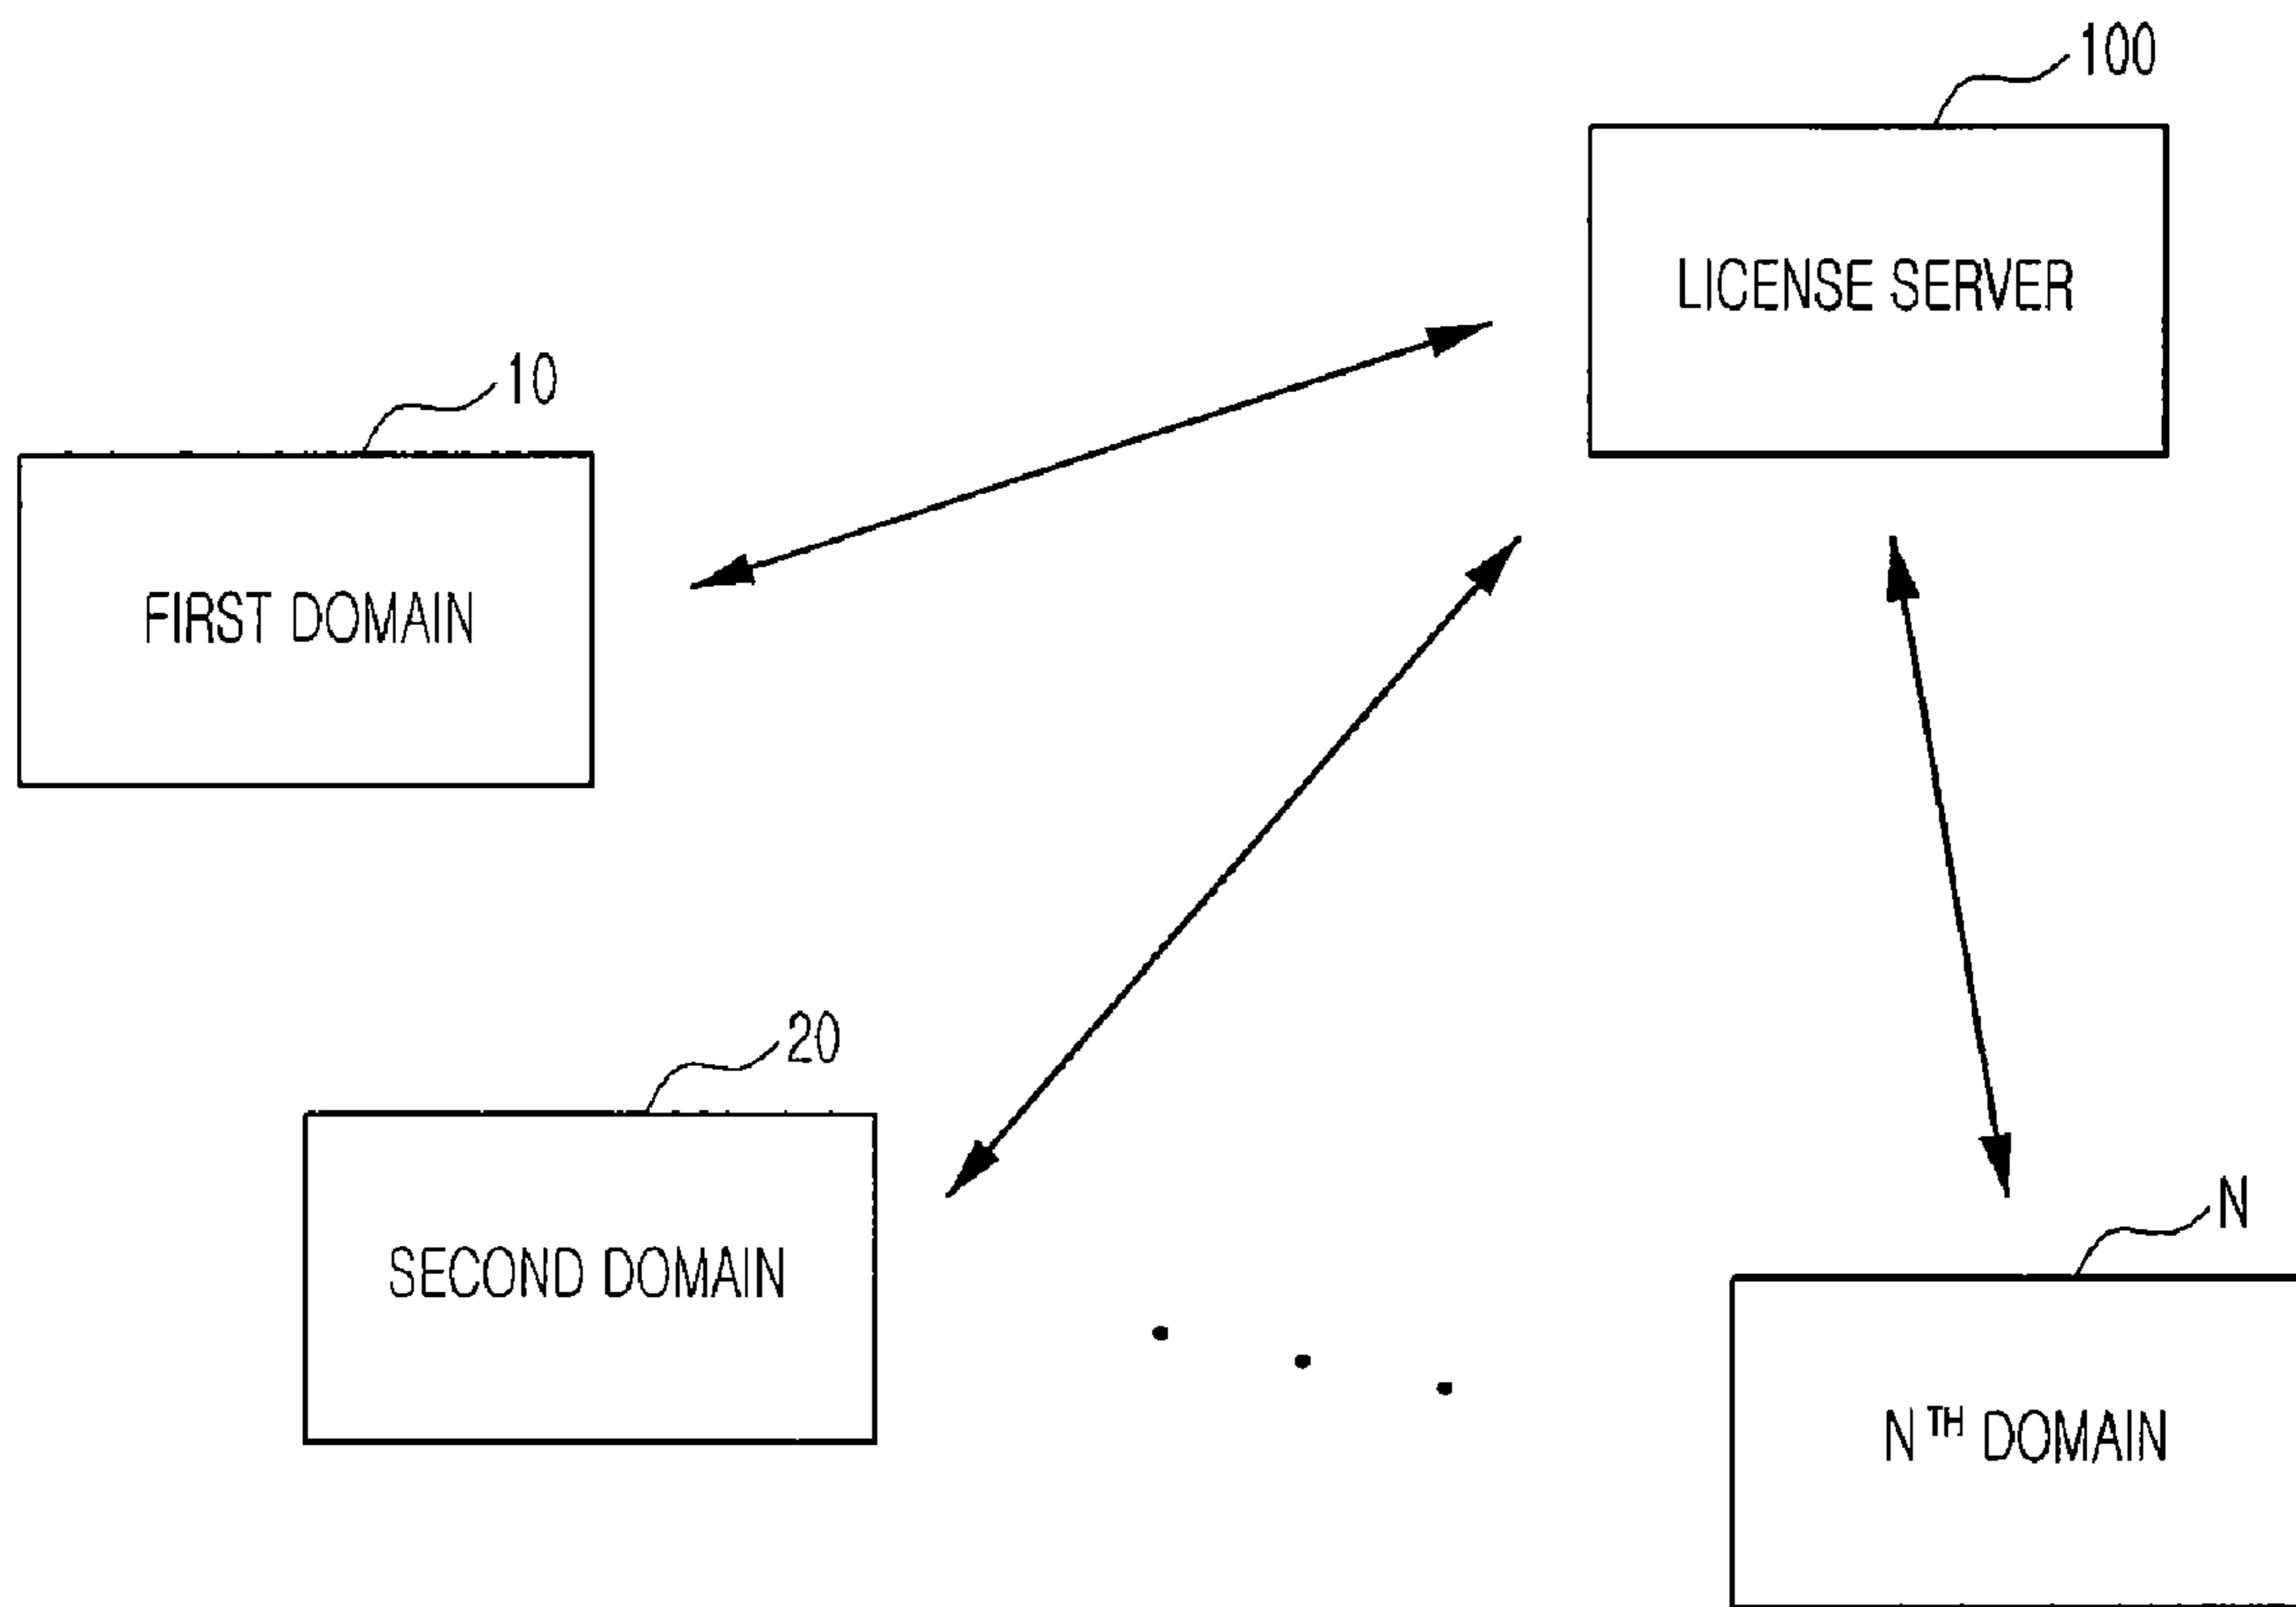 100
LICENSE SERVER
10
FIRST DOMAIN
20
SECOND DOMAIN
N
N TH DOMAIN